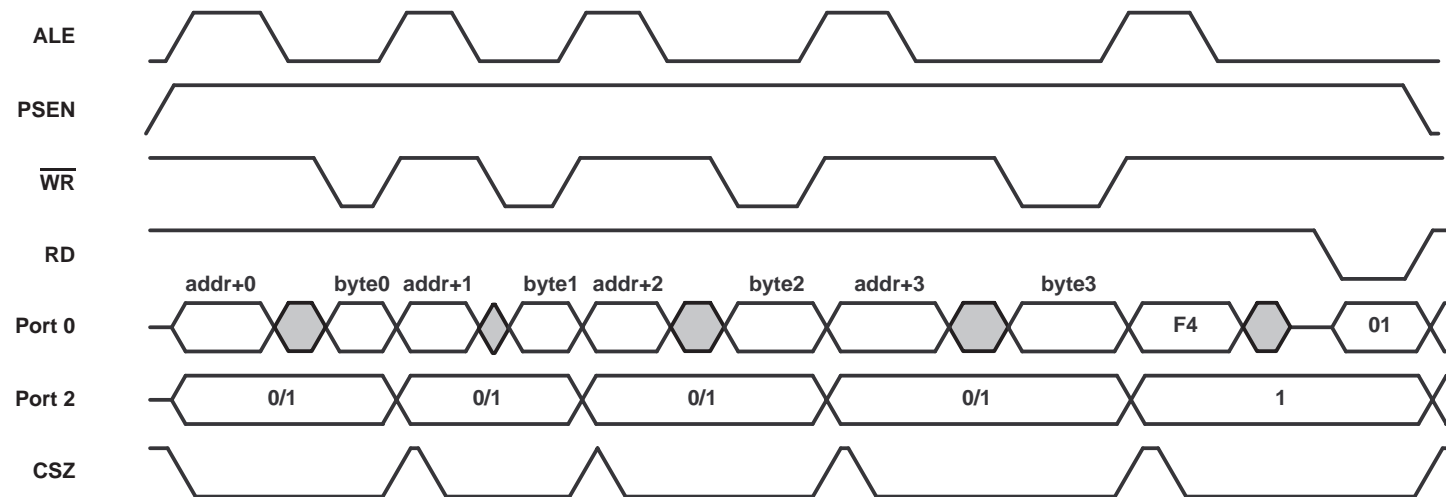 ALE
PSEN
WR
RD
addr+0 byte0 addr+1 byte1 addr+2 byte2 addr+3 byte3
Port 0 F4 01
Port 2 0/1 0/1 0/1 0/1 1
CSZ